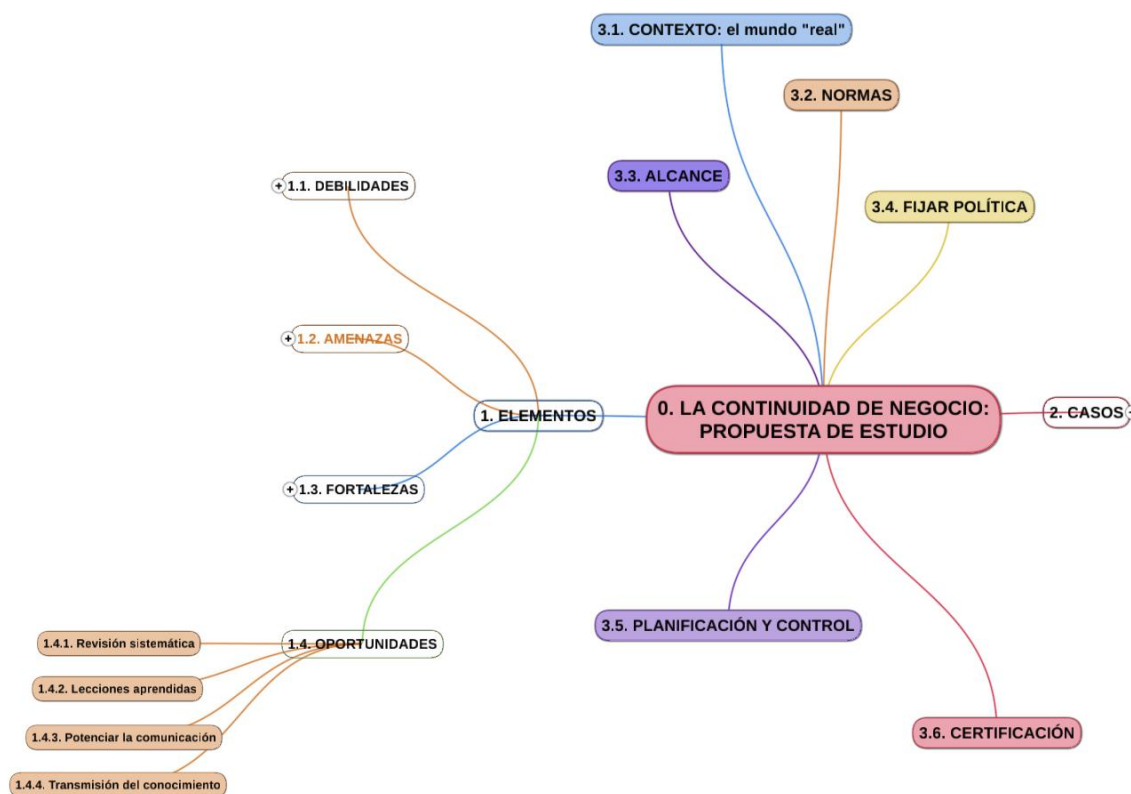 3.1. CONTEXTO: el mundo "real"
3.2. NORMAS
3.3. ALCANCE
3.4. FIJAR POLÍTICA
1.1. DEBILIDADES
1.2. AMENAZAS
1. ELEMENTOS
0. LA CONTINUIDAD DE NEGOCIO:
PROPUESTA DE ESTUDIO
2. CASOS
1.3. FORTALEZAS
3.5. PLANIFICACIÓN Y CONTROL
1.4. OPORTUNIDADES
1.4.1. Revisión sistemática
1.4.2. Lecciones aprendidas
1.4.3. Potenciar la comunicación
1.4.4. Transmisión del conocimiento
3.6. CERTIFICACIÓN